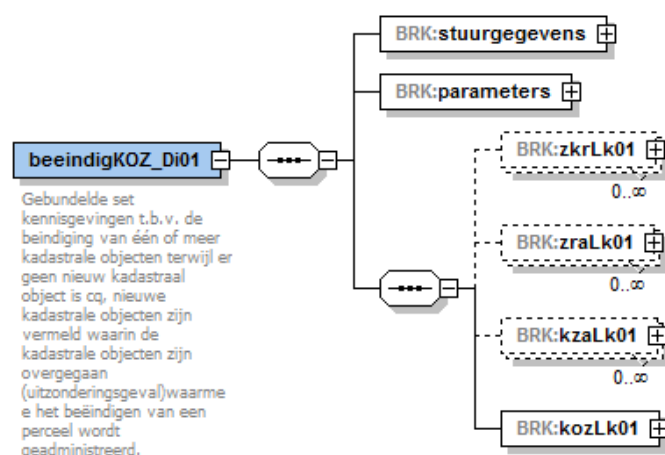 BRK:stuurgegevens
BRK:parameters
beeindigKOZ_Di01
BRK:zkrLk01
0..∞
BRK:zraLk01
0..∞
BRK:kzaLk01
0..∞
BRK:kozLk01
Gebundelde set
kennisgevingen t.b.v. de
beindiging van één of meer
kadastrale objecten terwijl er
geen nieuw kadastraal
object is cq, nieuwe
kadastrale objecten zijn
vermeld waarin de
kadastrale objecten zijn
overgegaan
(uitzonderingsgeval)waarme
e het beëindigen van een
perceel wordt
geadministreerd.